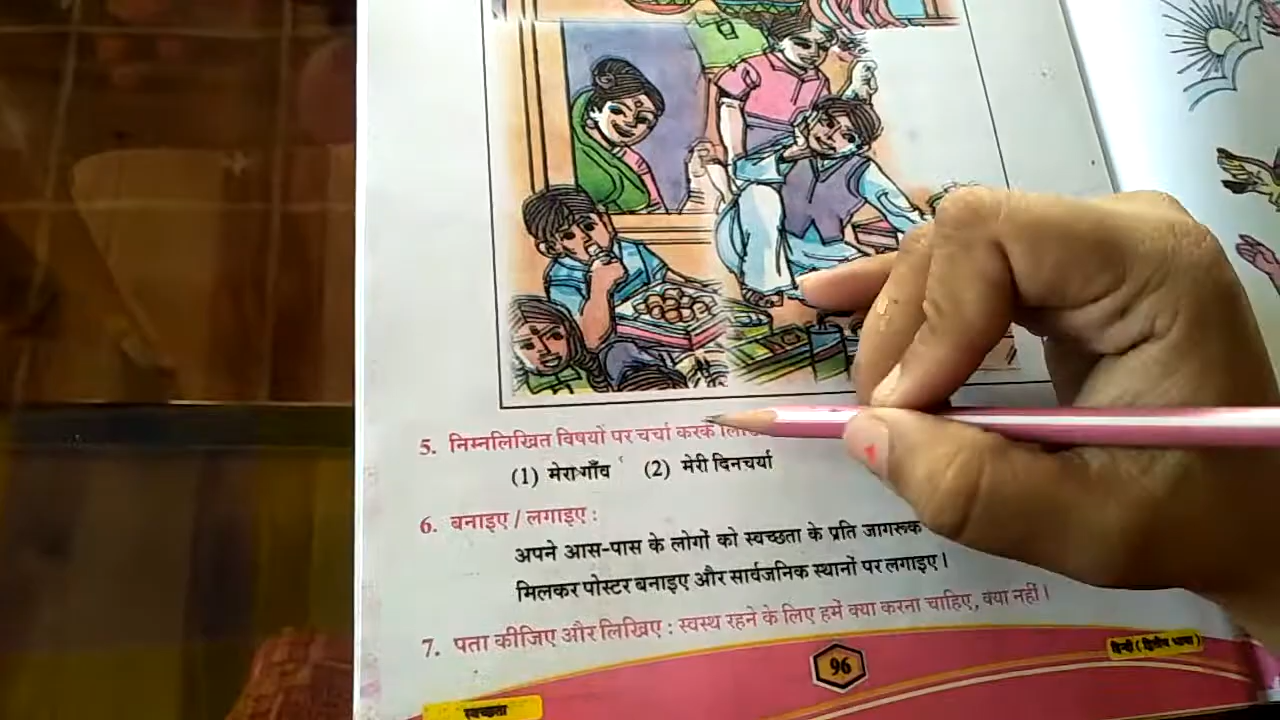 5. निम्नलिखित विषयों पर चर्चा करके
(1) मेरा गाँव (2) मेरी दिनचर्या
6. बनाइए / लगाइए :
अपने आस-पास के लोगों को स्वच्छता के प्रति जागरूक
मिलकर पोस्टर बनाइए और सार्वजनिक स्थानों पर लगाइए ।
7. पता कीजिए और लिखिए : स्वस्थ रहने के लिए हमें क्या करना चाहिए, क्या नहीं ।
हिन्दी ( द्वितीय भाषा )
96
स्वच्छता